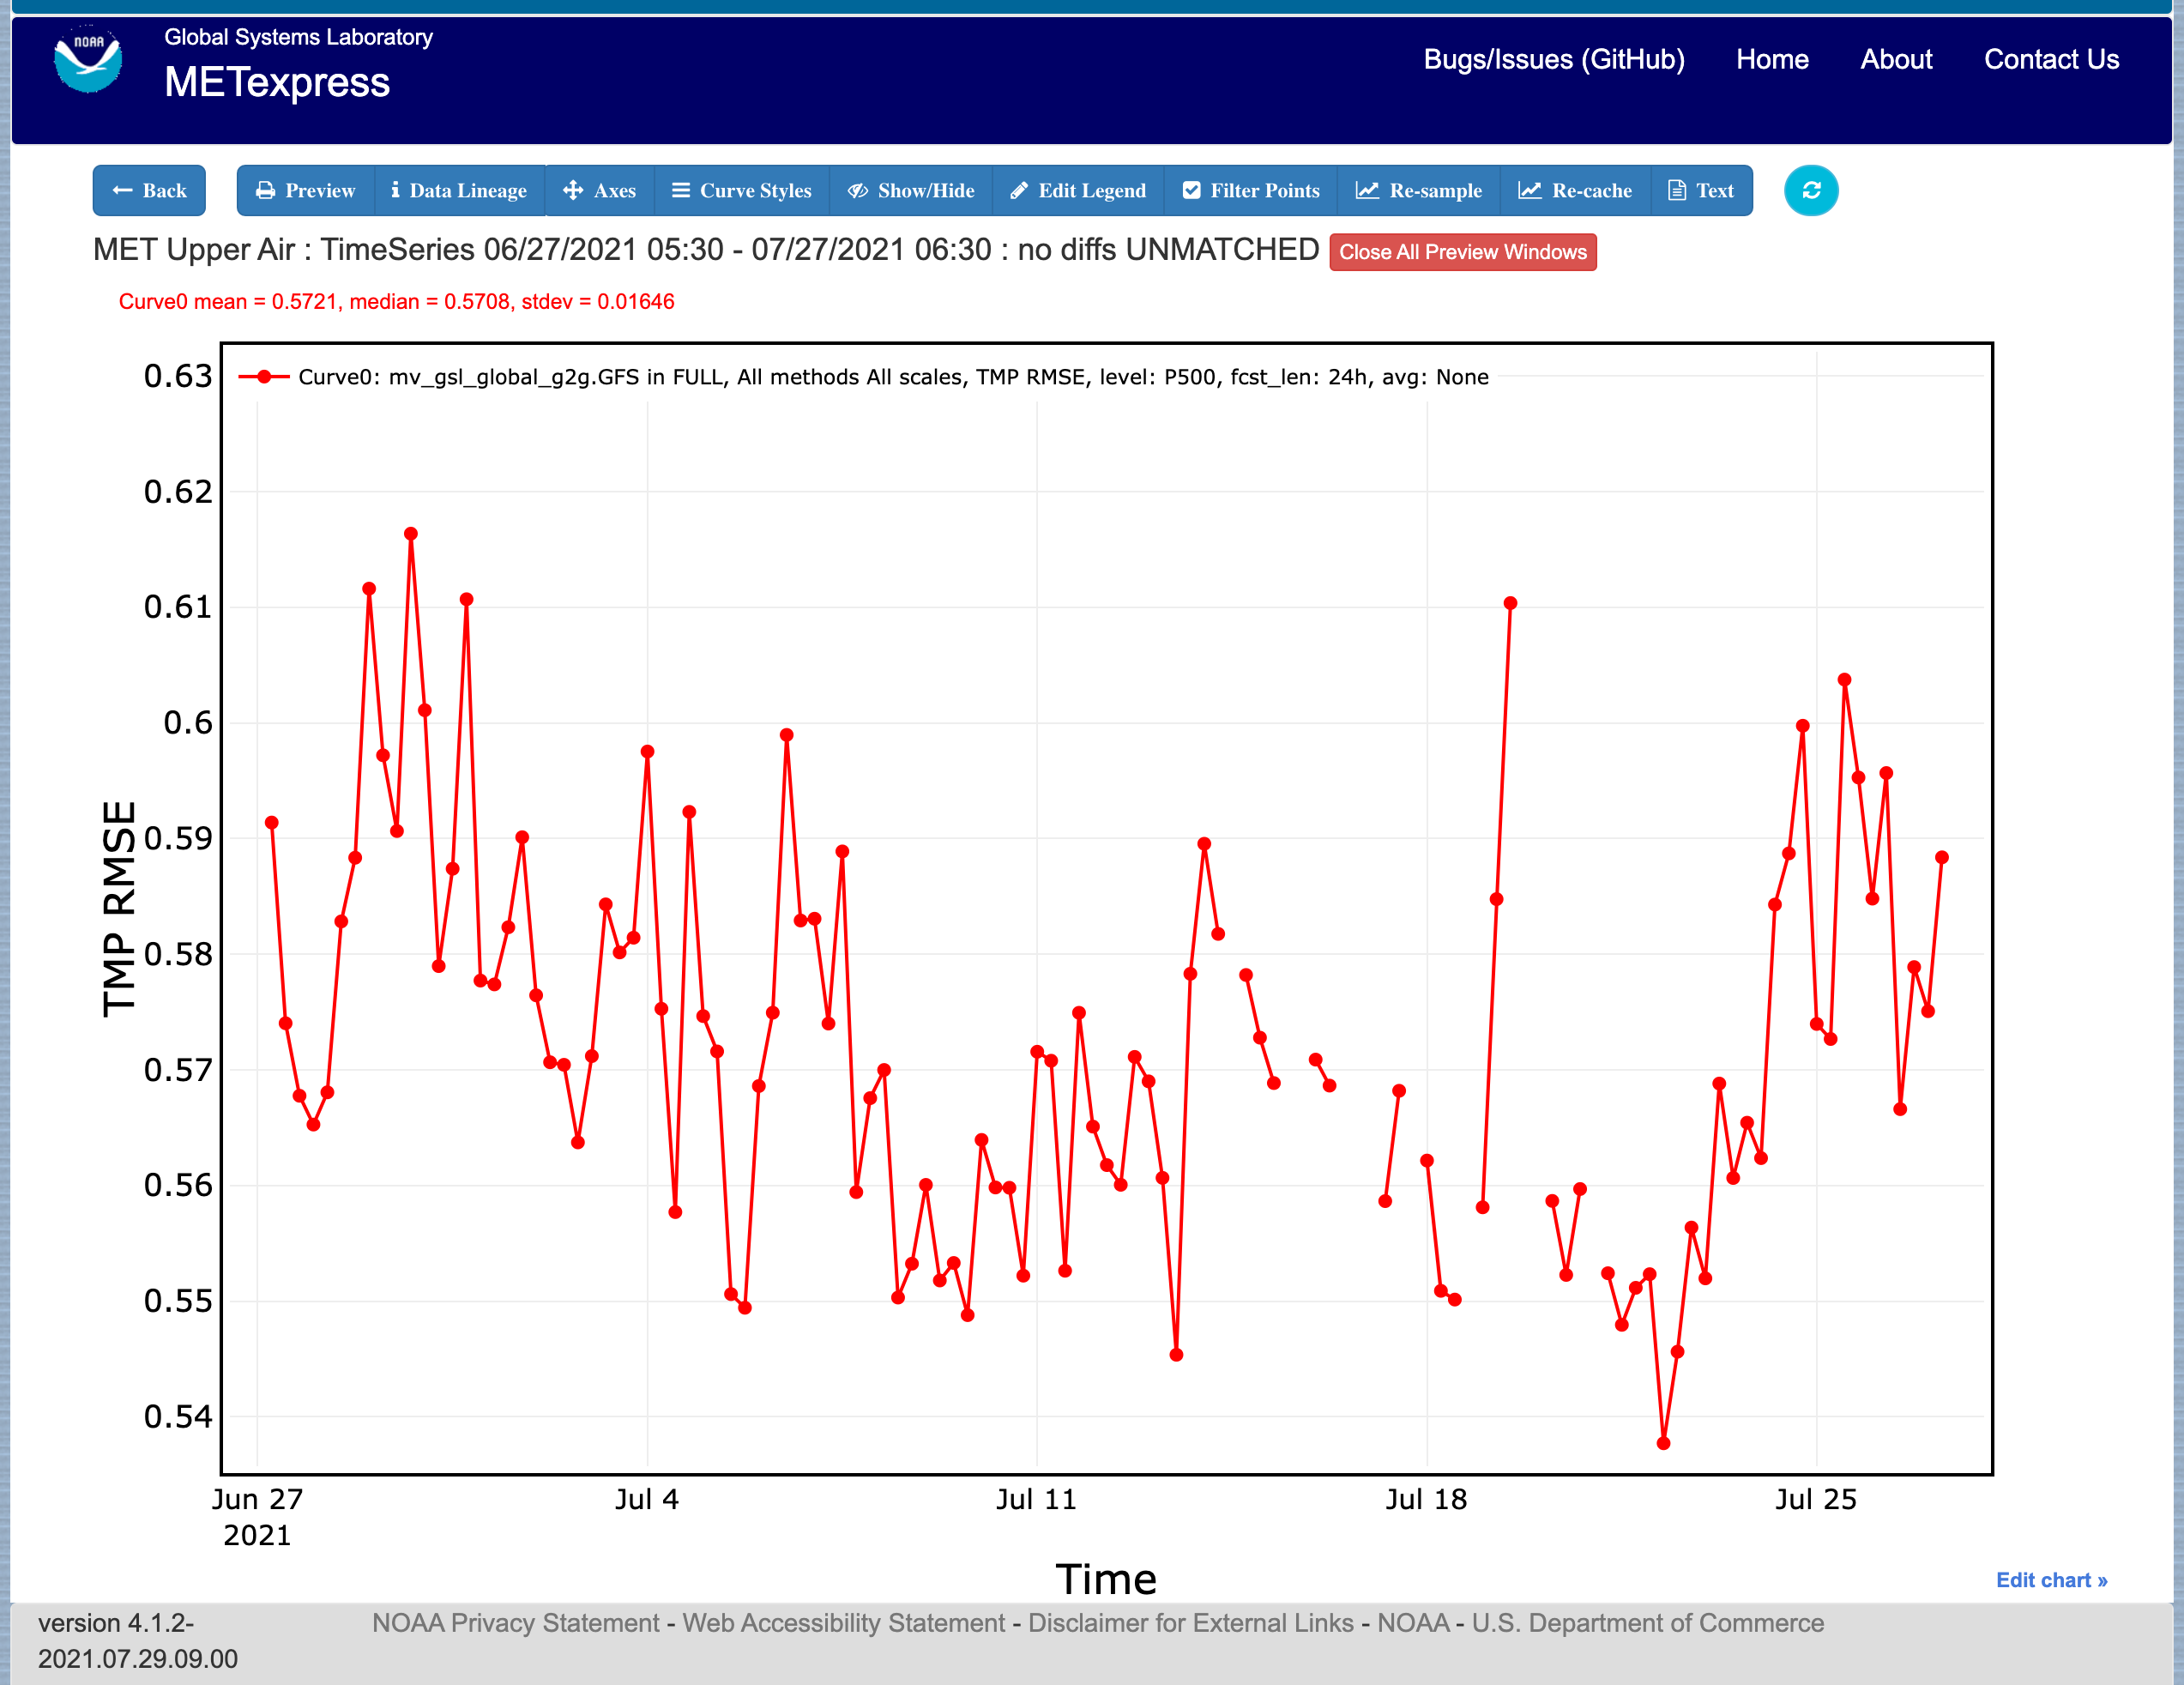 NOAA
Global Systems Laboratory
METexpress
Bugs/Issues (GitHub) Home About Contact Us
Back Preview Data Lineage Axes Curve Styles Show/Hide Edit Legend Filter Points Re-sample Re-cache Text
MET Upper Air : TimeSeries 06/27/2021 05:30 - 07/27/2021 06:30 : no diffs UNMATCHED Close All Preview Windows
Curve0 mean = 0.5721, median = 0.5708, stdev = 0.01646
Curve0: mv_gsl_global_g2g.GFS in FULL, All methods All scales, TMP RMSE, level: P500, fcst_len: 24h, avg: None
0.63
0.62
0.61
0.6
0.59
0.58
0.57
0.56
0.55
0.54
TMP RMSE
Jun 27 Jul 4 Jul 11 Jul 18 Jul 25
2021
Time
Edit chart »
version 4.1.2-
2021.07.29.09.00
NOAA Privacy Statement - Web Accessibility Statement - Disclaimer for External Links - NOAA - U.S. Department of Commerce